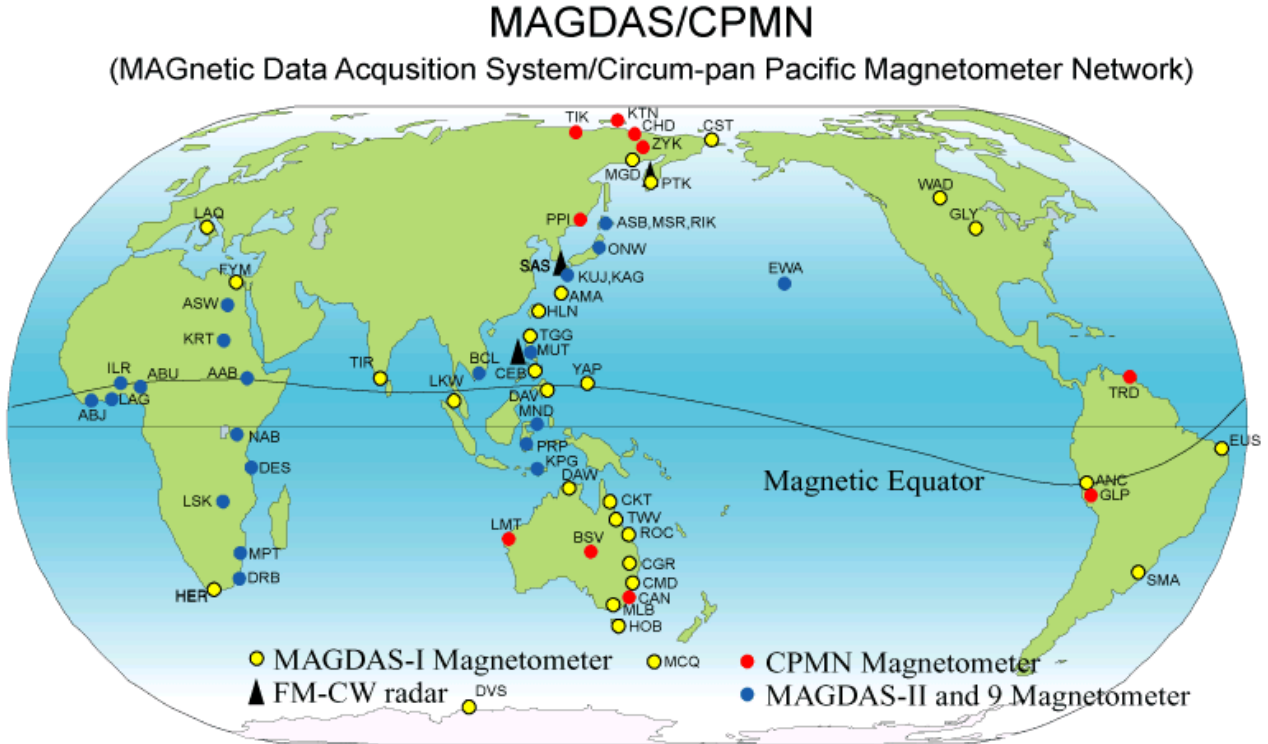 MAGDAS/CPMN
(MAGnetic Data Acqusition System/Circum-pan Pacific Magnetometer Network)
KTN
TIK
CHD
CST
ZYK
MGD
PTK
WAD
LAQ
GLY
PPI
ASB,MSR,RIK
ONW
SAS
FYM
KUJ,KAG
EWA
AMA
ASW
HLN
KRT
TGG
MUT
TIR
BCL
ILR
ABU
AAB
CEB
YAP
LKW
TRD
DAV
ABJ
LAG
MND
NAB
PRP
EUS
KPG
DES
DAW
Magnetic Equator
ANC
GLP
LSK
CKT
TWV
LMT
BSV
ROC
MPT
CGR
DRB
CMD
SMA
HER
CAN
MLB
HOB
MAGDAS-I Magnetometer
MCQ
CPMN Magnetometer
FM-CW radar
DVS
MAGDAS-II and 9 Magnetometer